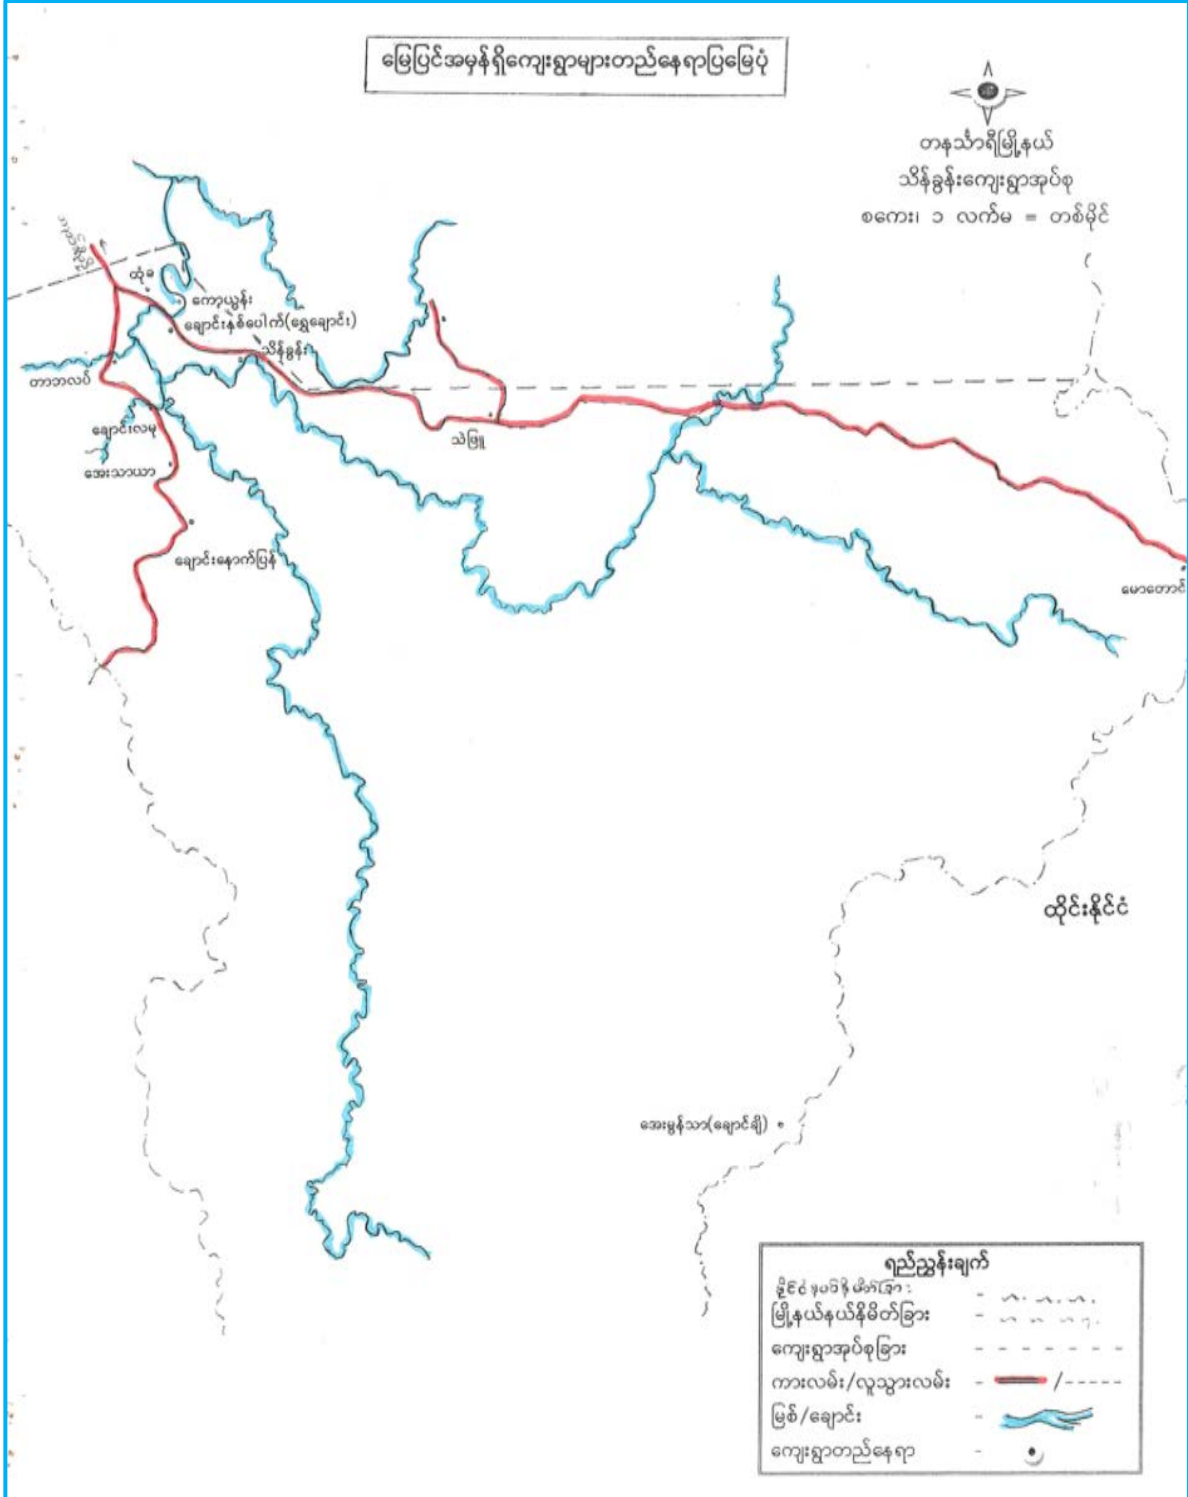 မြေပြင်အမှန်ရှိကျေးရွာများတည်နေရာပြမြေပုံ
တနင်္သာရီမြို့နယ်
သိန်ခွန်းကျေးရွာအုပ်စု
စကေး၊ ၁ လက်မ = တစ်မိုင်
ထုံခ
ကော့ယွန်း
ချောင်းနှစ်ပေါက်(ရွှေချောင်း)
သိန်ခွန်း
တာဘလပ်
ချောင်းလမု
သဲဖြူ
အေးသာယာ
ချောင်းနောက်ပြန်
မောတောင်
ထိုင်းနိုင်ငံ
အေးမွန်သာ(ချောင်ချီ)
ရည်ညွှန်းချက်
မြို့နယ်နယ်နိမိတ်ခြား -
ကျေးရွာအုပ်စုခြား -
ကားလမ်း/လူသွားလမ်း - /
မြစ်/ချောင်း -
ကျေးရွာတည်နေရာ -